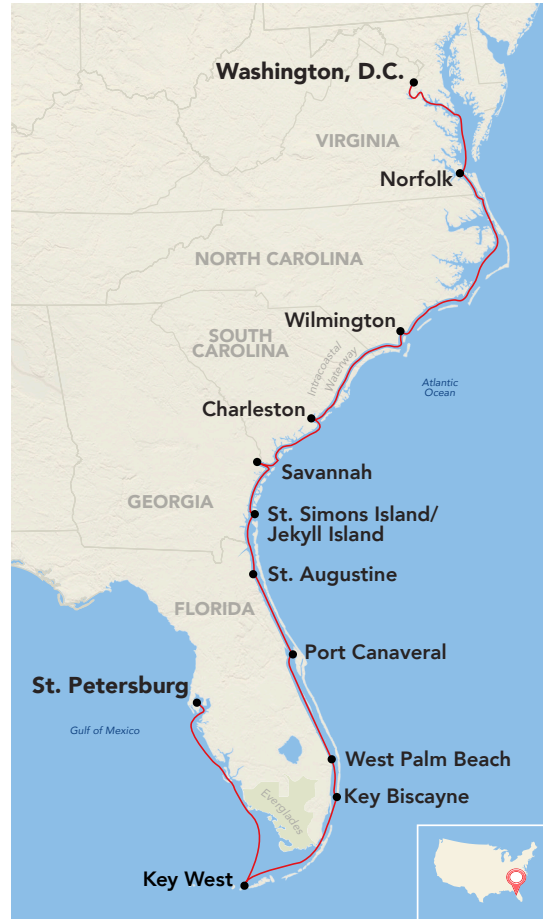 Washington, D.C.
VIRGINIA
Norfolk
NORTH CAROLINA
Wilmington
SOUTH
CAROLINA
Intracoastal
Waterway
Atlantic
Ocean
Charleston
Savannah
GEORGIA
St. Simons Island/
Jekyll Island
St. Augustine
FLORIDA
Port Canaveral
St. Petersburg
Gulf of Mexico
West Palm Beach
Key Biscayne
Everglades
Key West